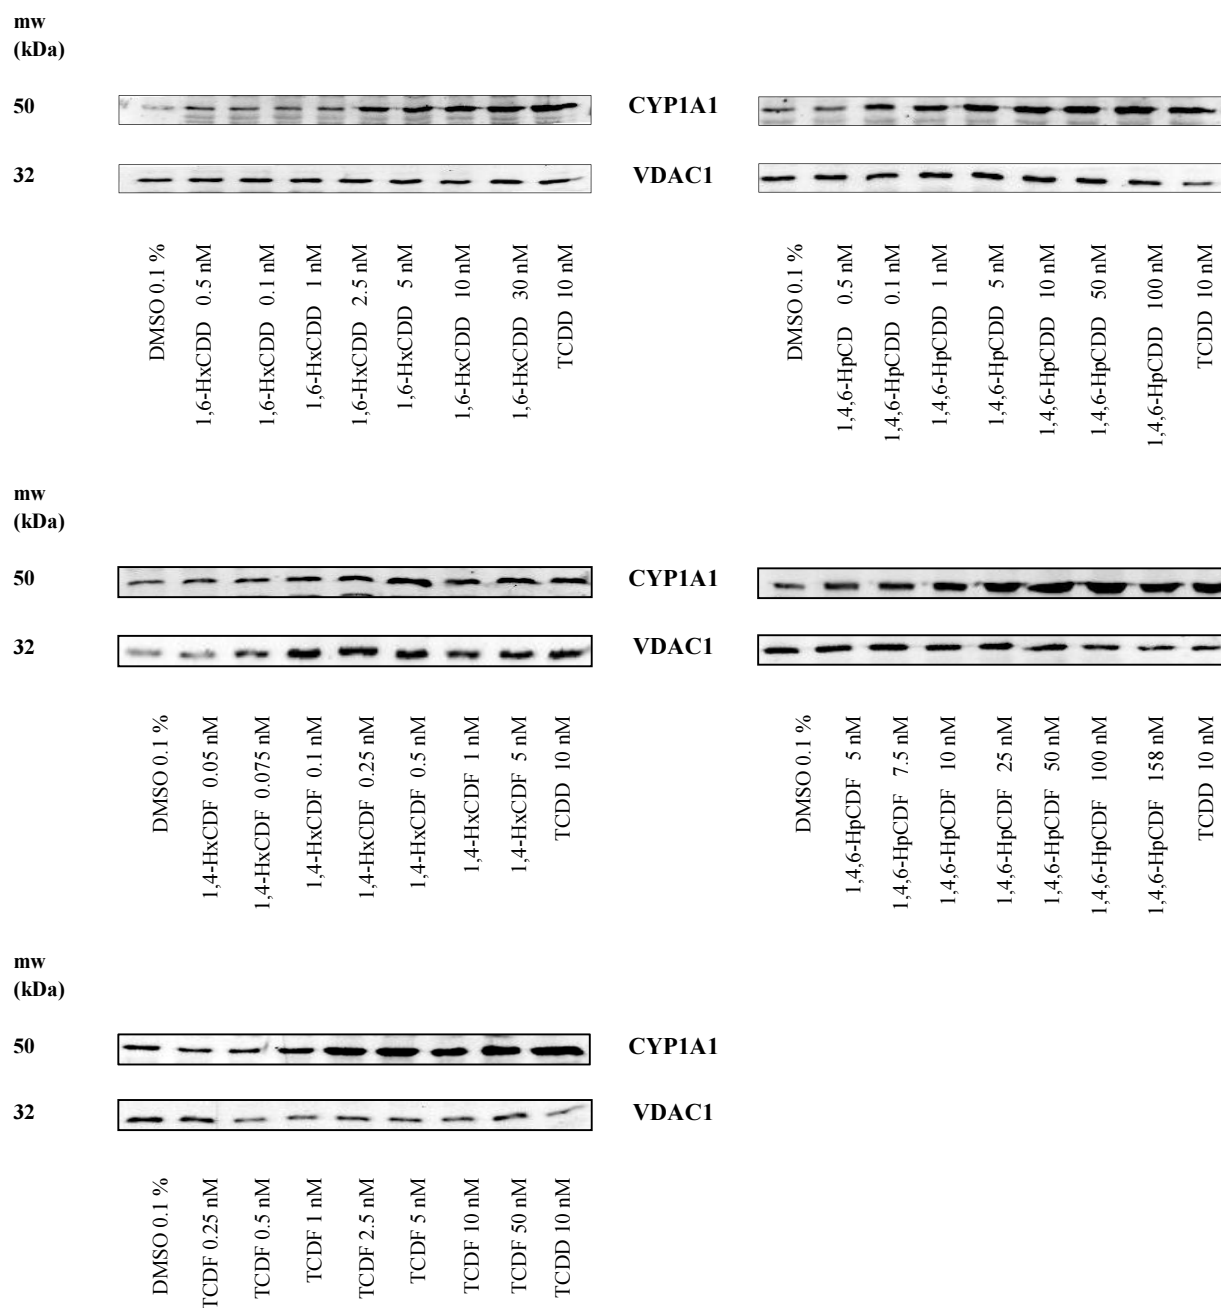 mw
(kDa)
50 CYP1A1
32 VDAC1
DMSO 0.1 %
1,6-HxCDD 0.5 nM
1,6-HxCDD 0.1 nM
1,6-HxCDD 1 nM
1,6-HxCDD 2.5 nM
1,6-HxCDD 5 nM
1,6-HxCDD 10 nM
1,6-HxCDD 30 nM
TCDD 10 nM
DMSO 0.1 %
1,4,6-HpCD 0.5 nM
1,4,6-HpCDD 0.1 nM
1,4,6-HpCDD 1 nM
1,4,6-HpCDD 5 nM
1,4,6-HpCDD 10 nM
1,4,6-HpCDD 50 nM
1,4,6-HpCDD 100 nM
TCDD 10 nM
mw
(kDa)
50 CYP1A1
32 VDAC1
DMSO 0.1 %
1,4-HxCDF 0.05 nM
1,4-HxCDF 0.075 nM
1,4-HxCDF 0.1 nM
1,4-HxCDF 0.25 nM
1,4-HxCDF 0.5 nM
1,4-HxCDF 1 nM
1,4-HxCDF 5 nM
TCDD 10 nM
DMSO 0.1 %
1,4,6-HpCDF 5 nM
1,4,6-HpCDF 7.5 nM
1,4,6-HpCDF 10 nM
1,4,6-HpCDF 25 nM
1,4,6-HpCDF 50 nM
1,4,6-HpCDF 100 nM
1,4,6-HpCDF 158 nM
TCDD 10 nM
mw
(kDa)
50 CYP1A1
32 VDAC1
DMSO 0.1 %
TCDF 0.25 nM
TCDF 0.5 nM
TCDF 1 nM
TCDF 2.5 nM
TCDF 5 nM
TCDF 10 nM
TCDF 50 nM
TCDD 10 nM